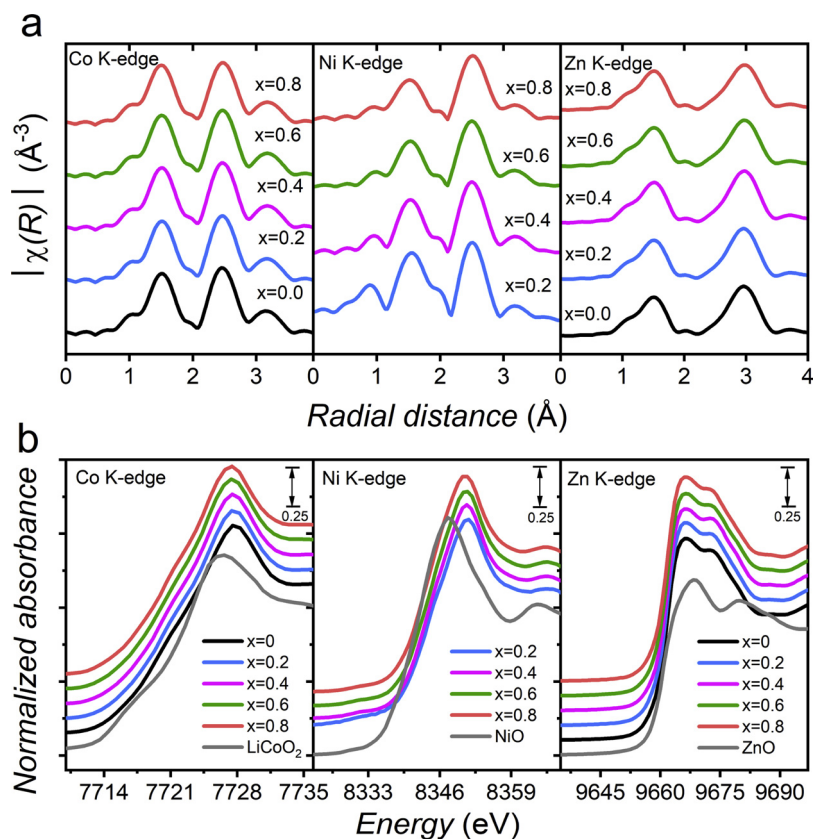 a
Co K-edge
x=0.8
x=0.6
x=0.4
x=0.2
x=0.0
Ni K-edge
x=0.8
x=0.6
x=0.4
x=0.2
Zn K-edge
x=0.8
x=0.6
x=0.4
x=0.2
x=0.0
|χ(R)| (Å⁻³)
0 1 2 3 0 1 2 3 0 1 2 3 4
Radial distance (Å)
b
Co K-edge
0.25
x=0
x=0.2
x=0.4
x=0.6
x=0.8
LiCoO₂
Ni K-edge
0.25
x=0.2
x=0.4
x=0.6
x=0.8
NiO
Zn K-edge
0.25
x=0
x=0.2
x=0.4
x=0.6
x=0.8
ZnO
Normalized absorbance
7714 7721 7728 7735 8333 8346 8359 9645 9660 9675 9690
Energy (eV)